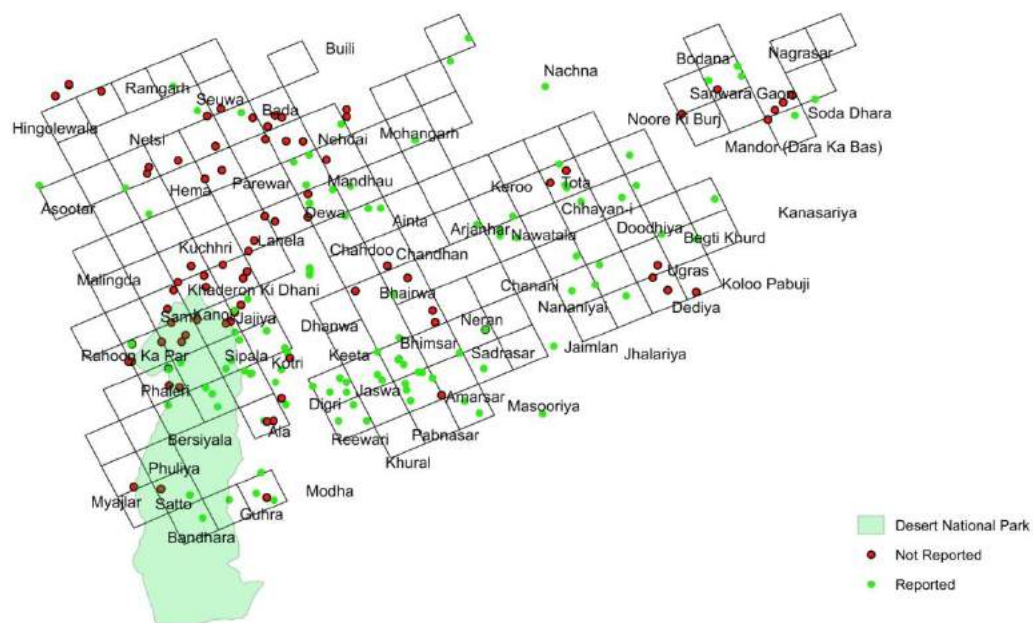 Buili
Bodana
Nagrasar
Nachna
Ramgarh
Seuwa
Sanwara Gaon
Bada
Soda Dhara
Noore Ki Burj
Hingolewala
Netsi
Nehdai
Mohangarh
Mandor (Dara Ka Bas)
Hema
Parewar
Mandhau
Keroo
Tota
Asootar
Dewa
Ainta
Chhayan-i
Kanasariya
Arjanhar
Nawatala
Doodhiya
Begti Khurd
Kuchhri
Lanela
Chandoo
Chandhan
Malingda
Khaderon Ki Dhani
Bhairwa
Chanani
Nananiyai
Ugras
Koloo Pabuji
Dediya
Sam
Kanoi
Jajiya
Dhanwa
Neran
Rahoon Ka Par
Sipala
Kotri
Keeta
Bhimsar
Sadrasar
Jaimlan
Jhalariya
Phaleri
Digri
Jaswa
Amarsar
Masooriya
Bersiyala
Ala
Reewari
Pabnasar
Khural
Phuliya
Myajlar
Satto
Modha
Guhra
Bandhara
Desert National Park
Not Reported
Reported